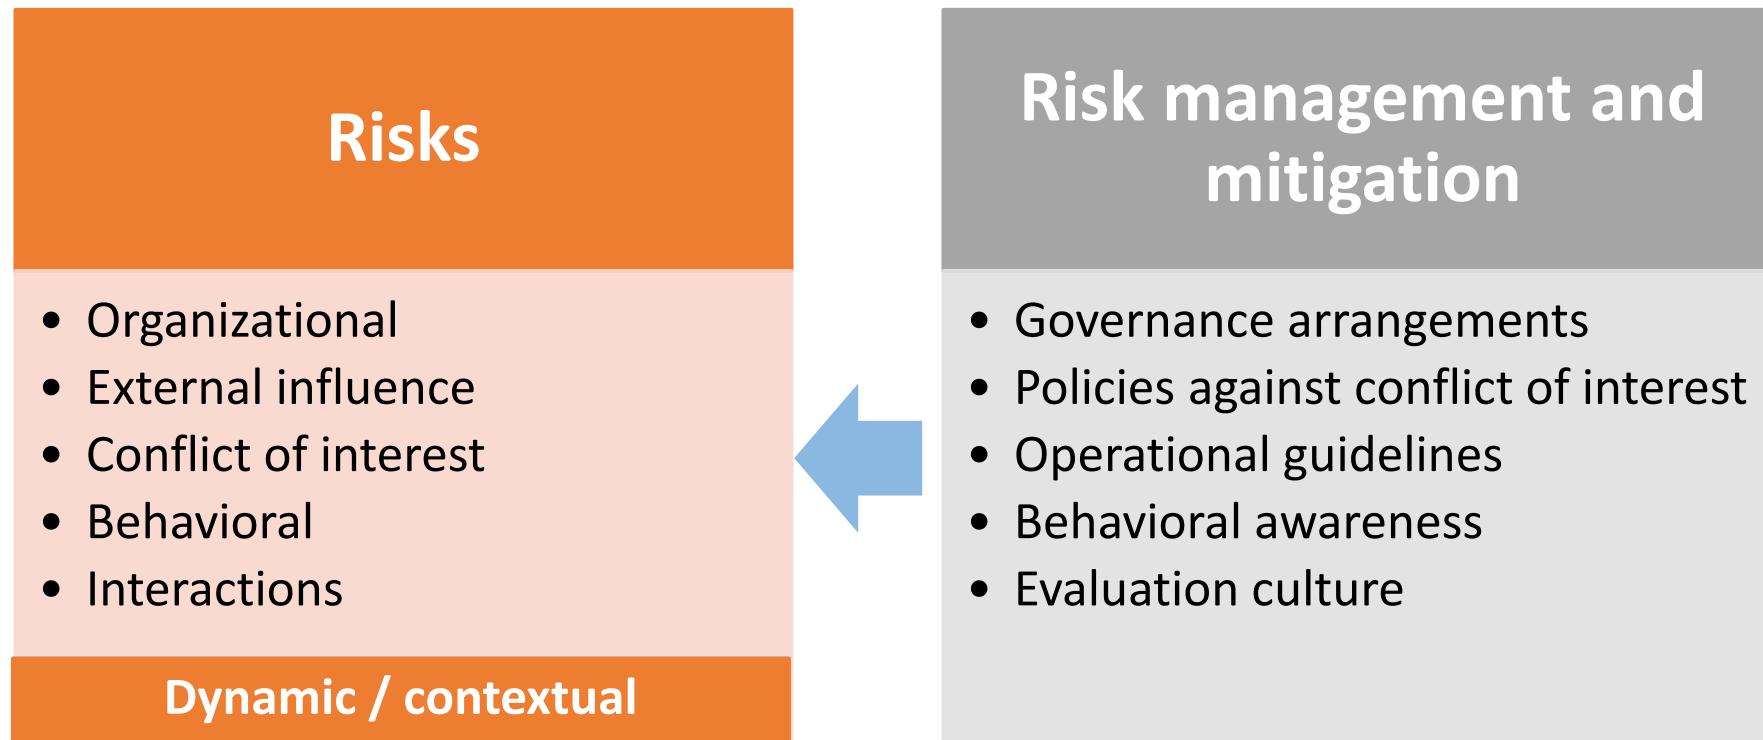 Risks
• Organizational
• External influence
• Conflict of interest
• Behavioral
• Interactions
Dynamic / contextual
Risk management and
mitigation
• Governance arrangements
• Policies against conflict of interest
• Operational guidelines
• Behavioral awareness
• Evaluation culture